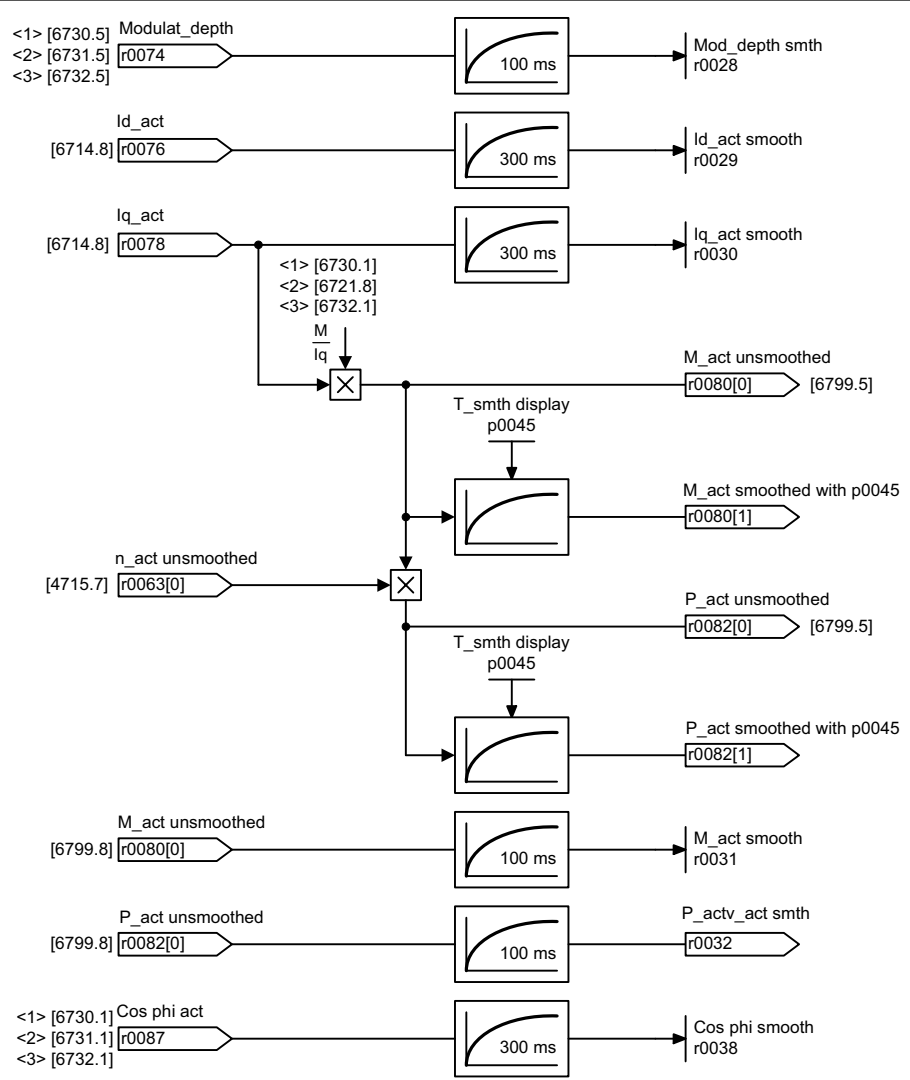 <1> [6730.5]
<2> [6731.5]
<3> [6732.5]
Modulat_depth
r0074
100 ms
Mod_depth smth
r0028
Id_act
[6714.8]
r0076
300 ms
Id_act smooth
r0029
Iq_act
[6714.8]
r0078
300 ms
Iq_act smooth
r0030
<1> [6730.1]
<2> [6721.8]
<3> [6732.1]
M
Iq
M_act unsmoothed
r0080[0]
[6799.5]
T_smth display
p0045
M_act smoothed with p0045
r0080[1]
n_act unsmoothed
[4715.7]
r0063[0]
P_act unsmoothed
r0082[0]
[6799.5]
T_smth display
p0045
P_act smoothed with p0045
r0082[1]
M_act unsmoothed
[6799.8]
r0080[0]
100 ms
M_act smooth
r0031
P_act unsmoothed
[6799.8]
r0082[0]
100 ms
P_actv_act smth
r0032
<1> [6730.1]
<2> [6731.1]
<3> [6732.1]
Cos phi act
r0087
300 ms
Cos phi smooth
r0038